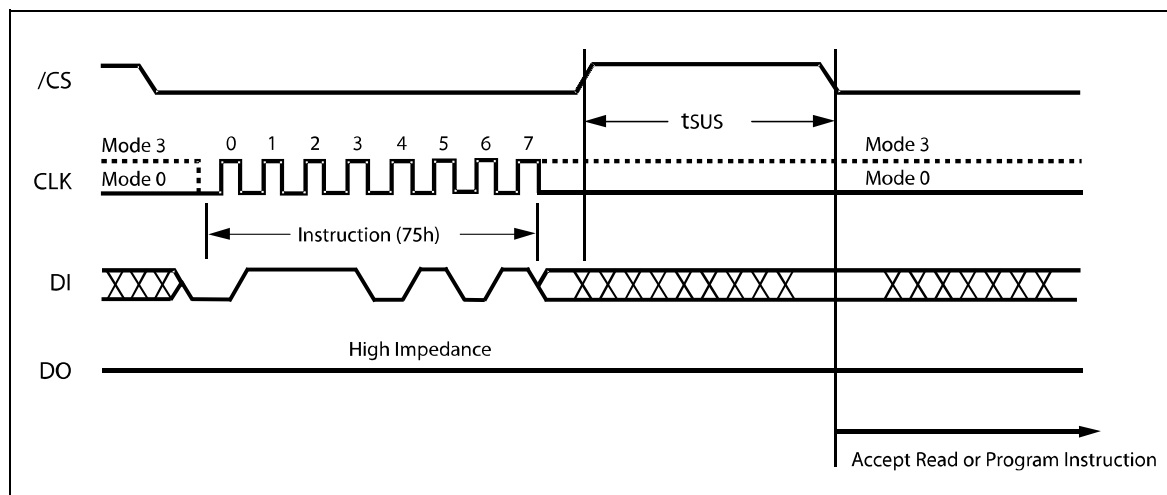 /CS
tSUS
Mode 3
0 1 2 3 4 5 6 7
Mode 3
CLK
Mode 0
Mode 0
Instruction (75h)
DI
High Impedance
DO
Accept Read or Program Instruction